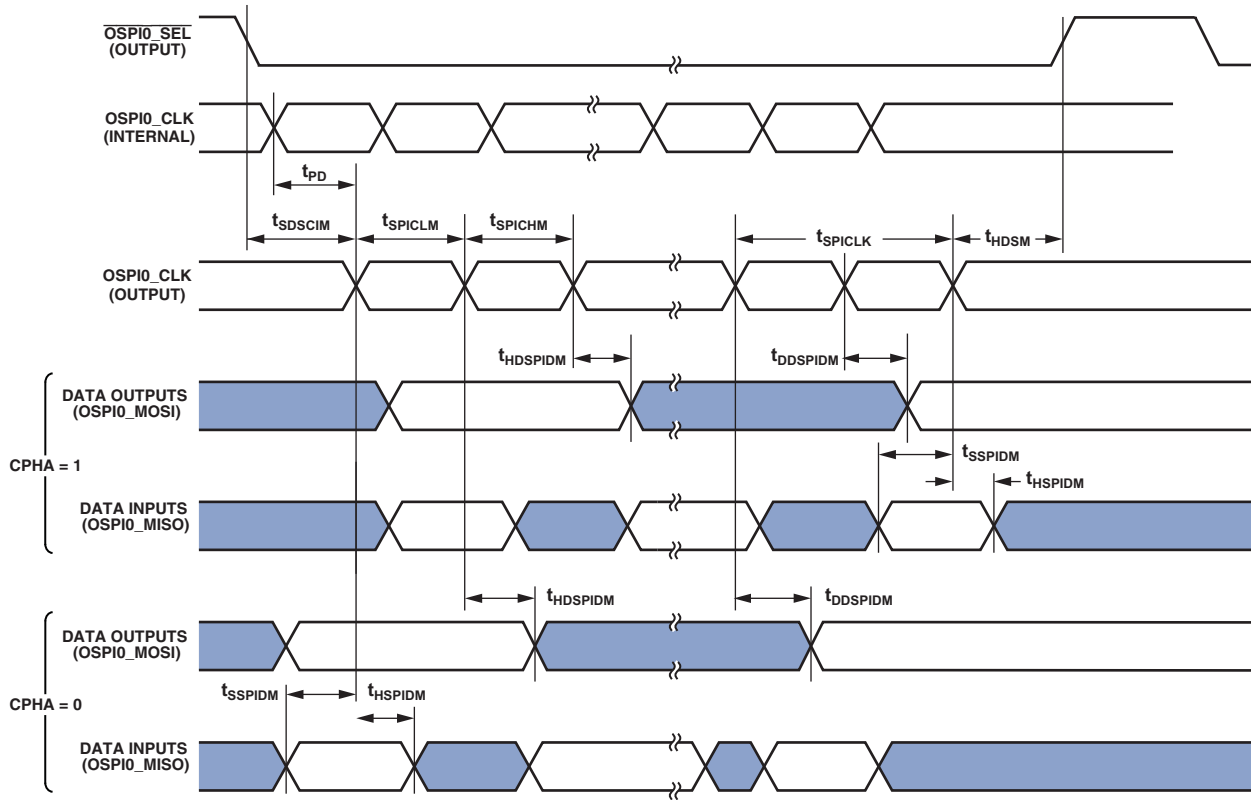 OSPI0_SEL
(OUTPUT)
OSPI0_CLK
(INTERNAL)
tPD
tSDSCIM
tSPICLM
tSPICHM
tSPICLK
tHDSM
OSPI0_CLK
(OUTPUT)
tHDSPIDM
tDDSPIDM
DATA OUTPUTS
(OSPI0_MOSI)
CPHA = 1
tSSPIDM
tHSPIDM
DATA INPUTS
(OSPI0_MISO)
tHDSPIDM
tDDSPIDM
DATA OUTPUTS
(OSPI0_MOSI)
CPHA = 0
tSSPIDM
tHSPIDM
DATA INPUTS
(OSPI0_MISO)